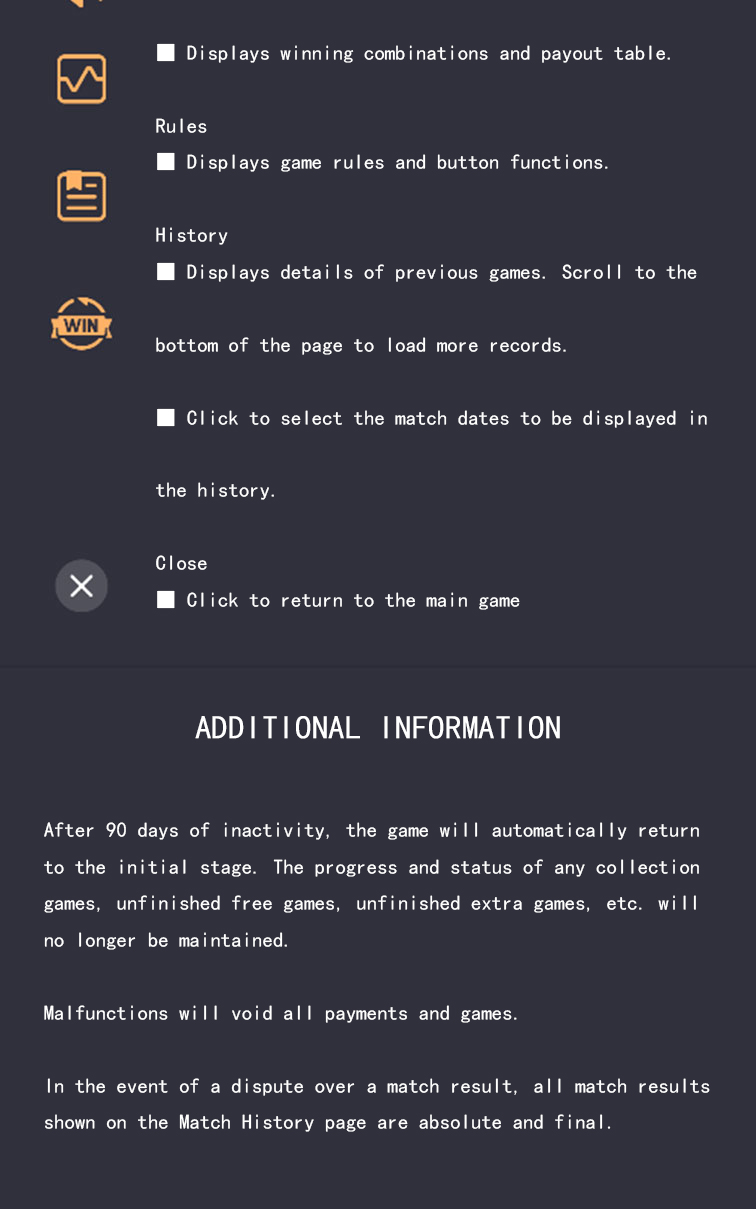 ■ Displays winning combinations and payout table.
Rules
■ Displays game rules and button functions.
History
■ Displays details of previous games. Scroll to the
WIN
bottom of the page to load more records.
■ Click to select the match dates to be displayed in
the history.
Close
■ Click to return to the main game
ADDITIONAL INFORMATION
After 90 days of inactivity, the game will automatically return
to the initial stage. The progress and status of any collection
games, unfinished free games, unfinished extra games, etc. will
no longer be maintained.
Malfunctions will void all payments and games.
In the event of a dispute over a match result, all match results
shown on the Match History page are absolute and final.